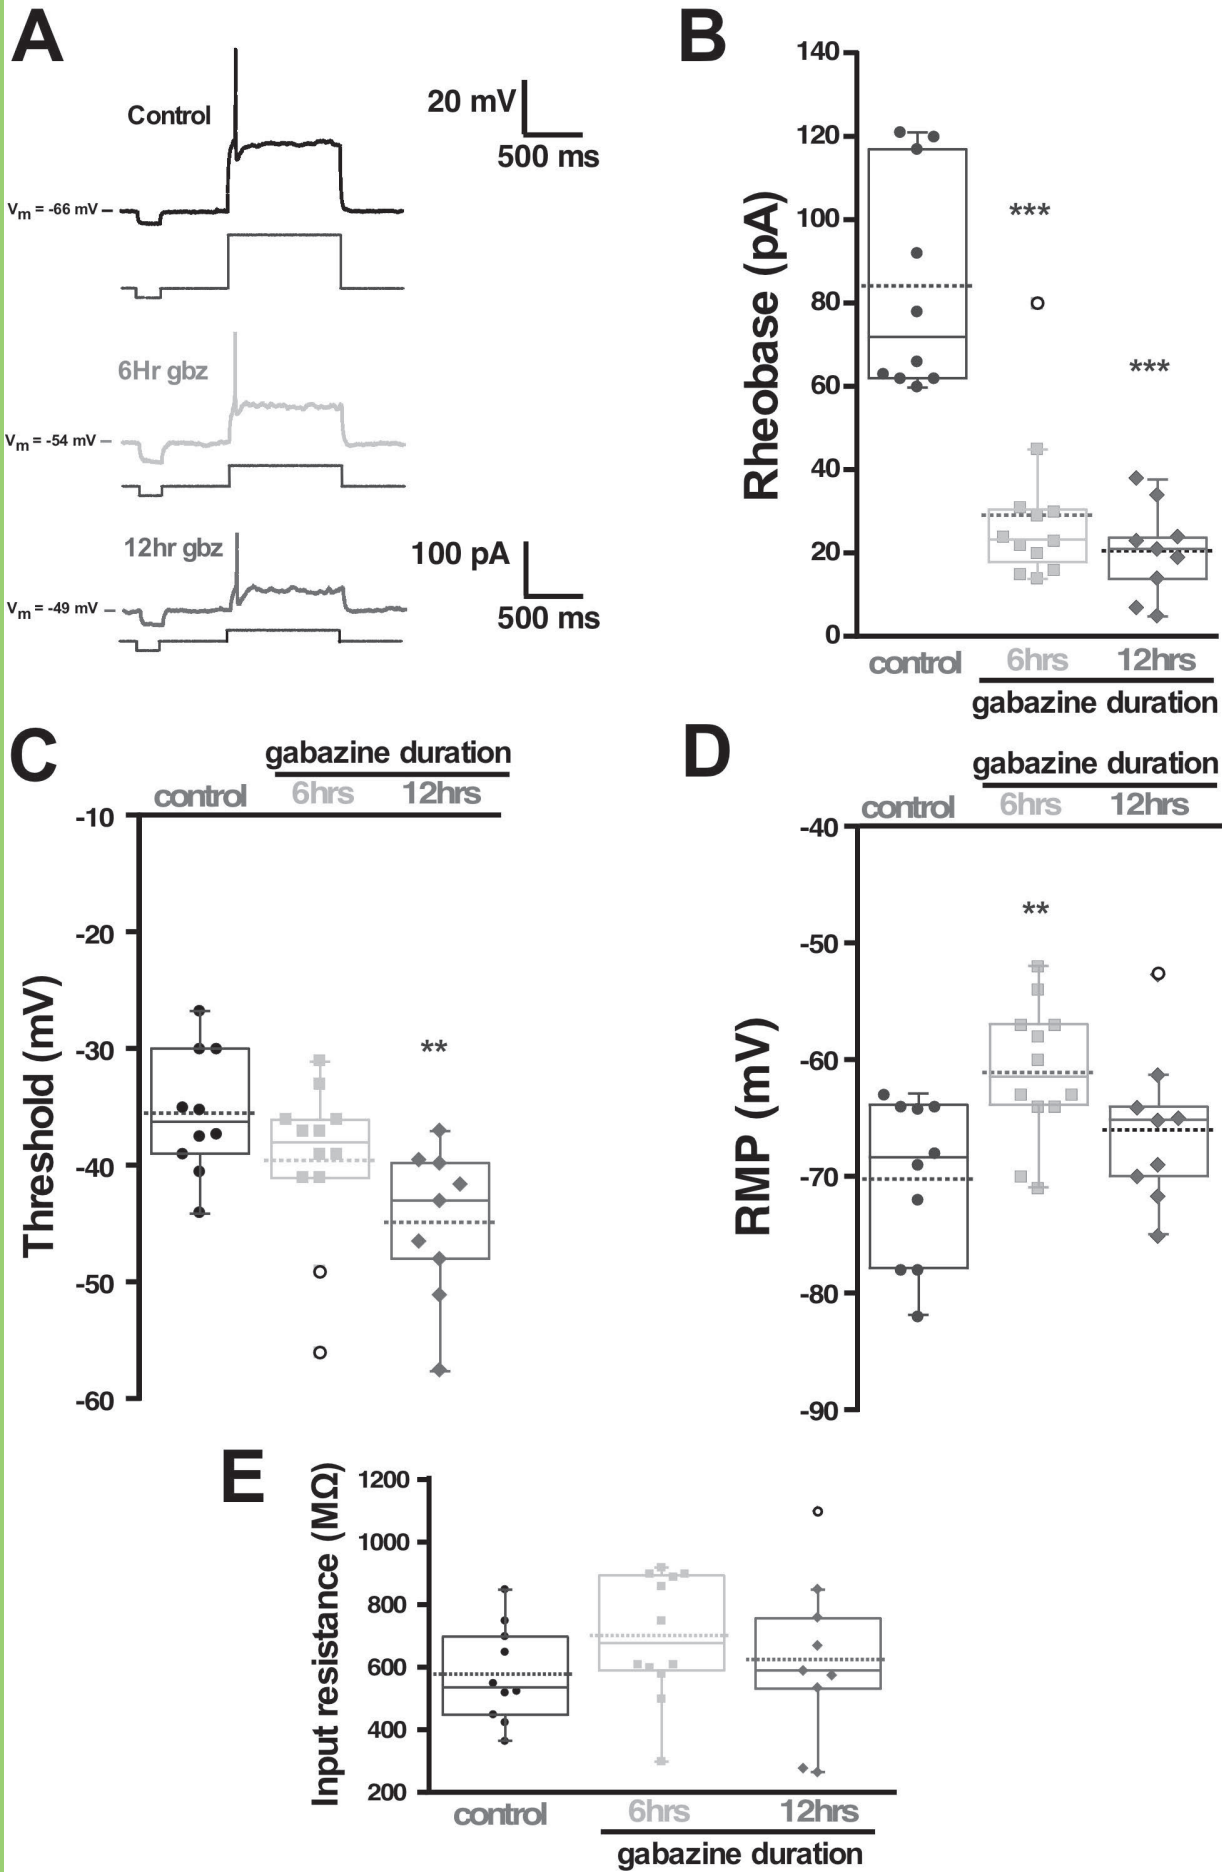 A
Control
20 mV
500 ms
Vm = -66 mV
6Hr gbz
Vm = -54 mV
12hr gbz
100 pA
500 ms
Vm = -49 mV
B
Rheobase (pA)
140
120
100
80
60
40
20
0
***
***
control 6hrs 12hrs
gabazine duration
C
gabazine duration
control 6hrs 12hrs
Threshold (mV)
-10
-20
-30
-40
-50
-60
**
D
gabazine duration
control 6hrs 12hrs
RMP (mV)
-40
-50
-60
-70
-80
-90
**
E
Input resistance (MΩ)
1200
1000
800
600
400
200
control 6hrs 12hrs
gabazine duration